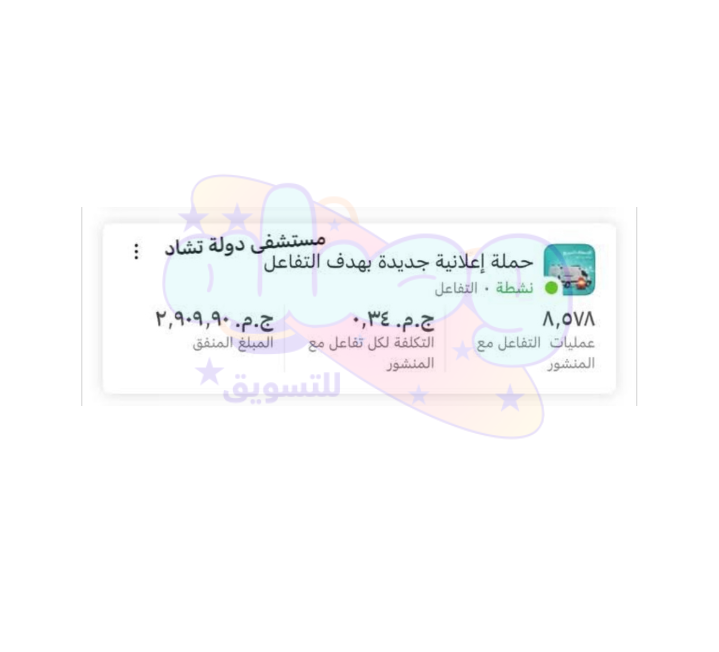 مستشفى دولة تشاد
حملة إعلانية جديدة بهدف التفاعل
نشطة · التفاعل
٨,٥٧٨
عمليات التفاعل مع
المنشور
ج.م. ٠,٣٤
التكلفة لكل تفاعل مع
المنشور
ج.م. ٢,٩٠٩,٩٠
المبلغ المنفق
للتسويق